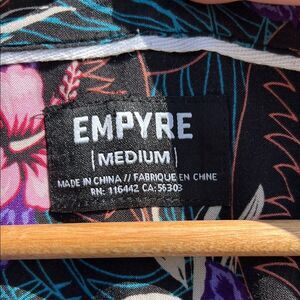 EMPYRE
[MEDIUM]
MADE IN CHINA // FABRIQUE EN CHINE
RN: 116442 CA: 56303